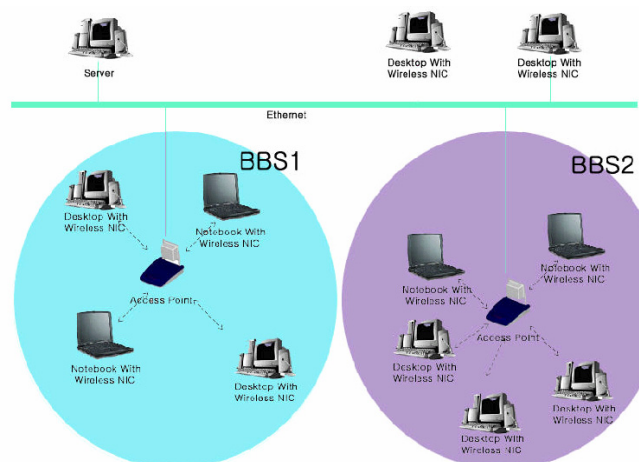 Server
Desktop With
Wireless NIC
Desktop With
Wireless NIC
Ethernet
BBS1
Desktop With
Wireless NIC
Notebook With
Wireless NIC
Access Point
Notebook With
Wireless NIC
Desktop With
Wireless NIC
BBS2
Notebook With
Wireless NIC
Notebook With
Wireless NIC
Access Point
Desktop With
Wireless NIC
Desktop With
Wireless NIC
Desktop With
Wireless NIC